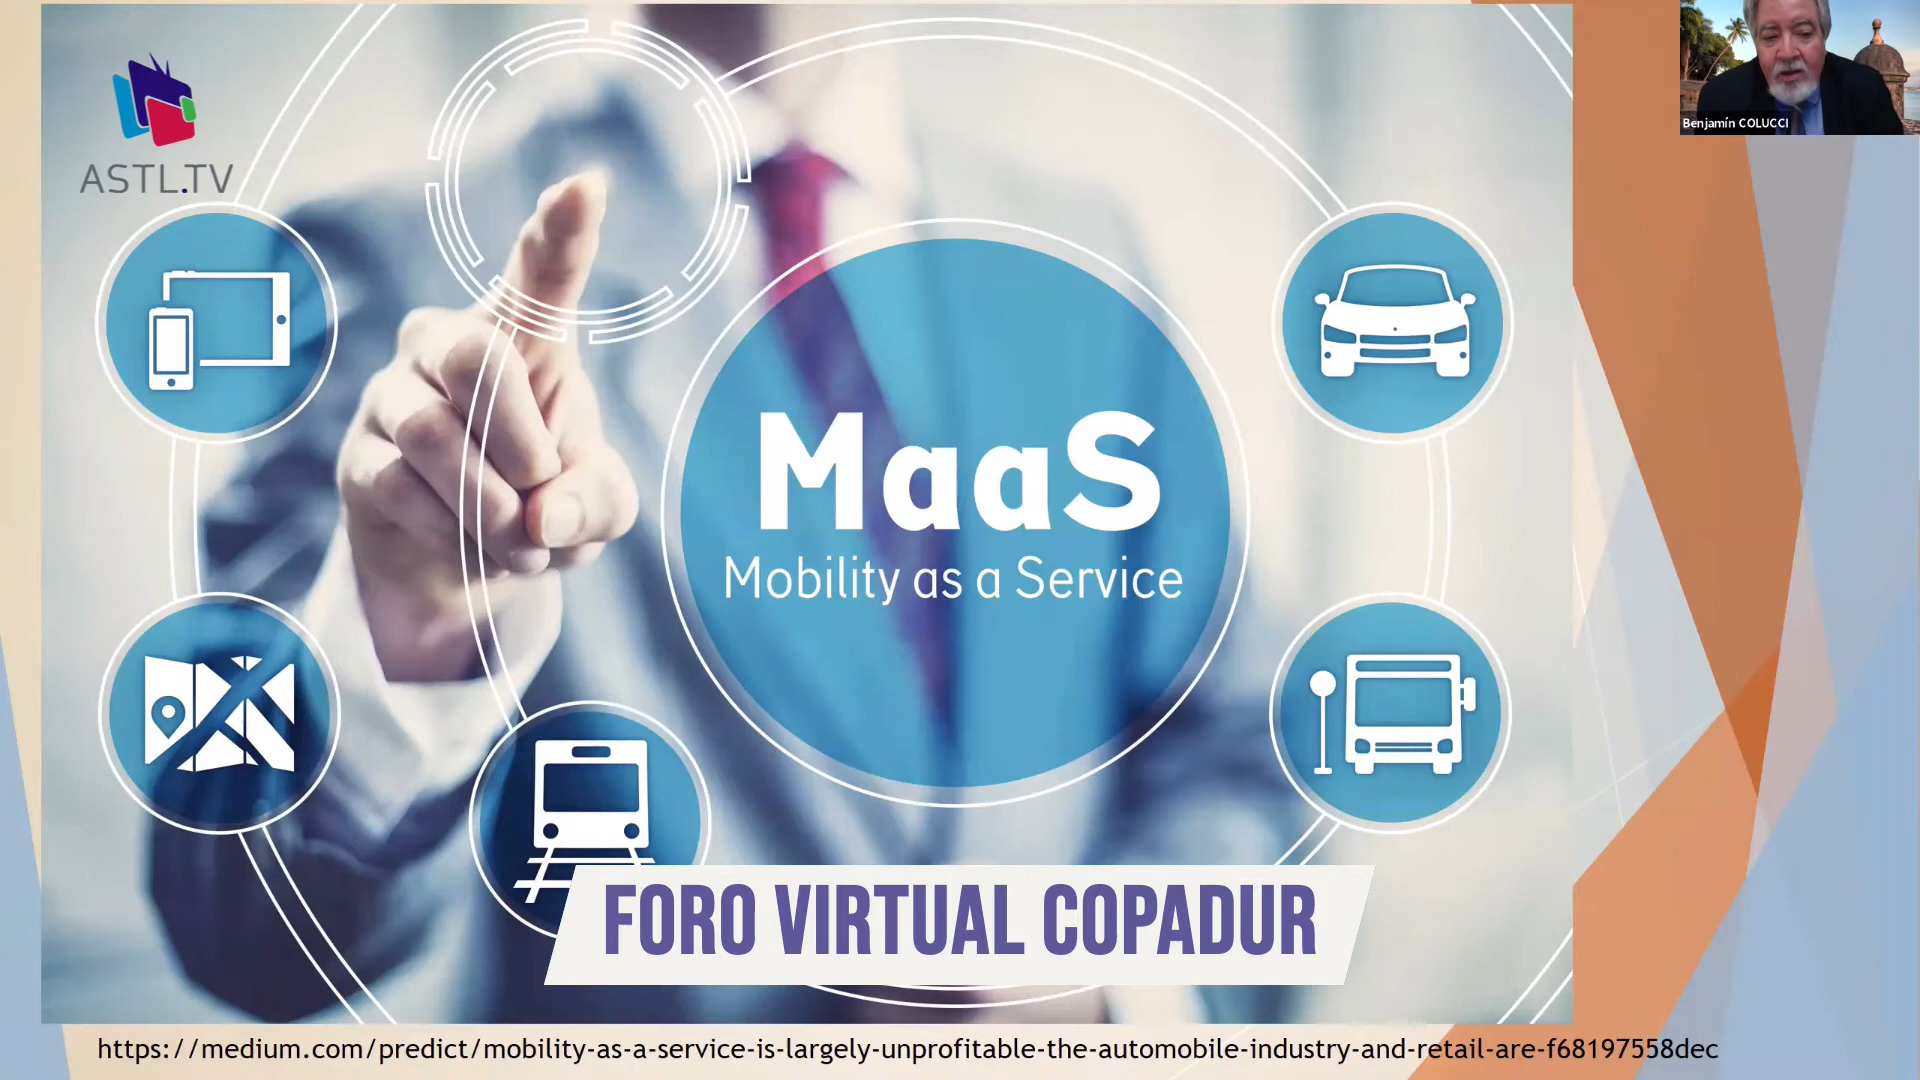 ASTL.TV
Benjamín COLUCCI
MaaS
Mobility as a Service
FORO VIRTUAL COPADUR
https://medium.com/predict/mobility-as-a-service-is-largely-unprofitable-the-automobile-industry-and-retail-are-f68197558dec